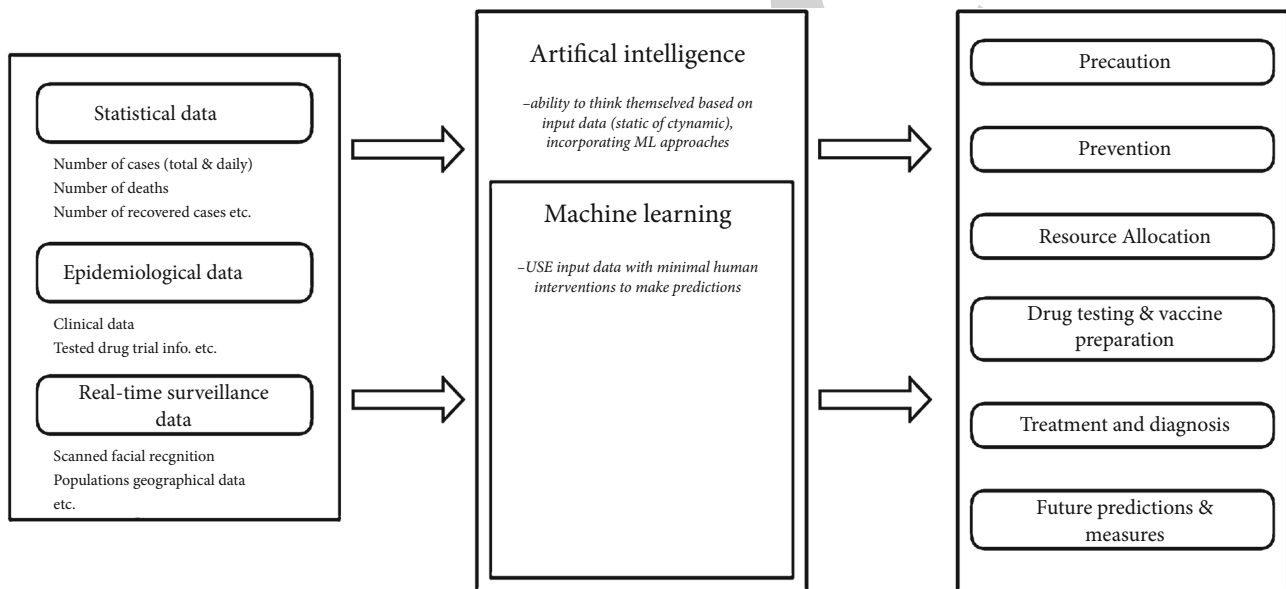 Statistical data
Number of cases (total & daily)
Number of deaths
Number of recovered cases etc.
Epidemiological data
Clinical data
Tested drug trial info. etc.
Real-time surveillance
data
Scanned facial recgnition
Populations geographical data
etc.
Artifical intelligence
–ability to think themselved based on
input data (static of ctynamic),
incorporating ML approaches
Machine learning
–USE input data with minimal human
interventions to make predictions
Precaution
Prevention
Resource Allocation
Drug testing & vaccine
preparation
Treatment and diagnosis
Future predictions &
measures